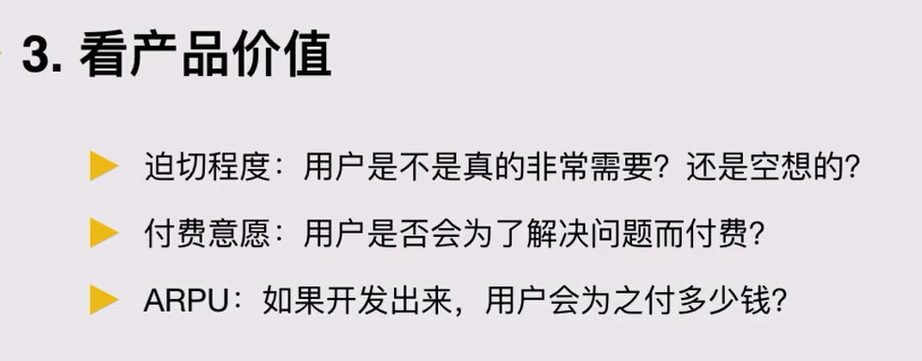 3. 看产品价值
迫切程度：用户是不是真的非常需要？还是空想的？
付费意愿：用户是否会为了解决问题而付费？
ARPU：如果开发出来，用户会为之付多少钱？